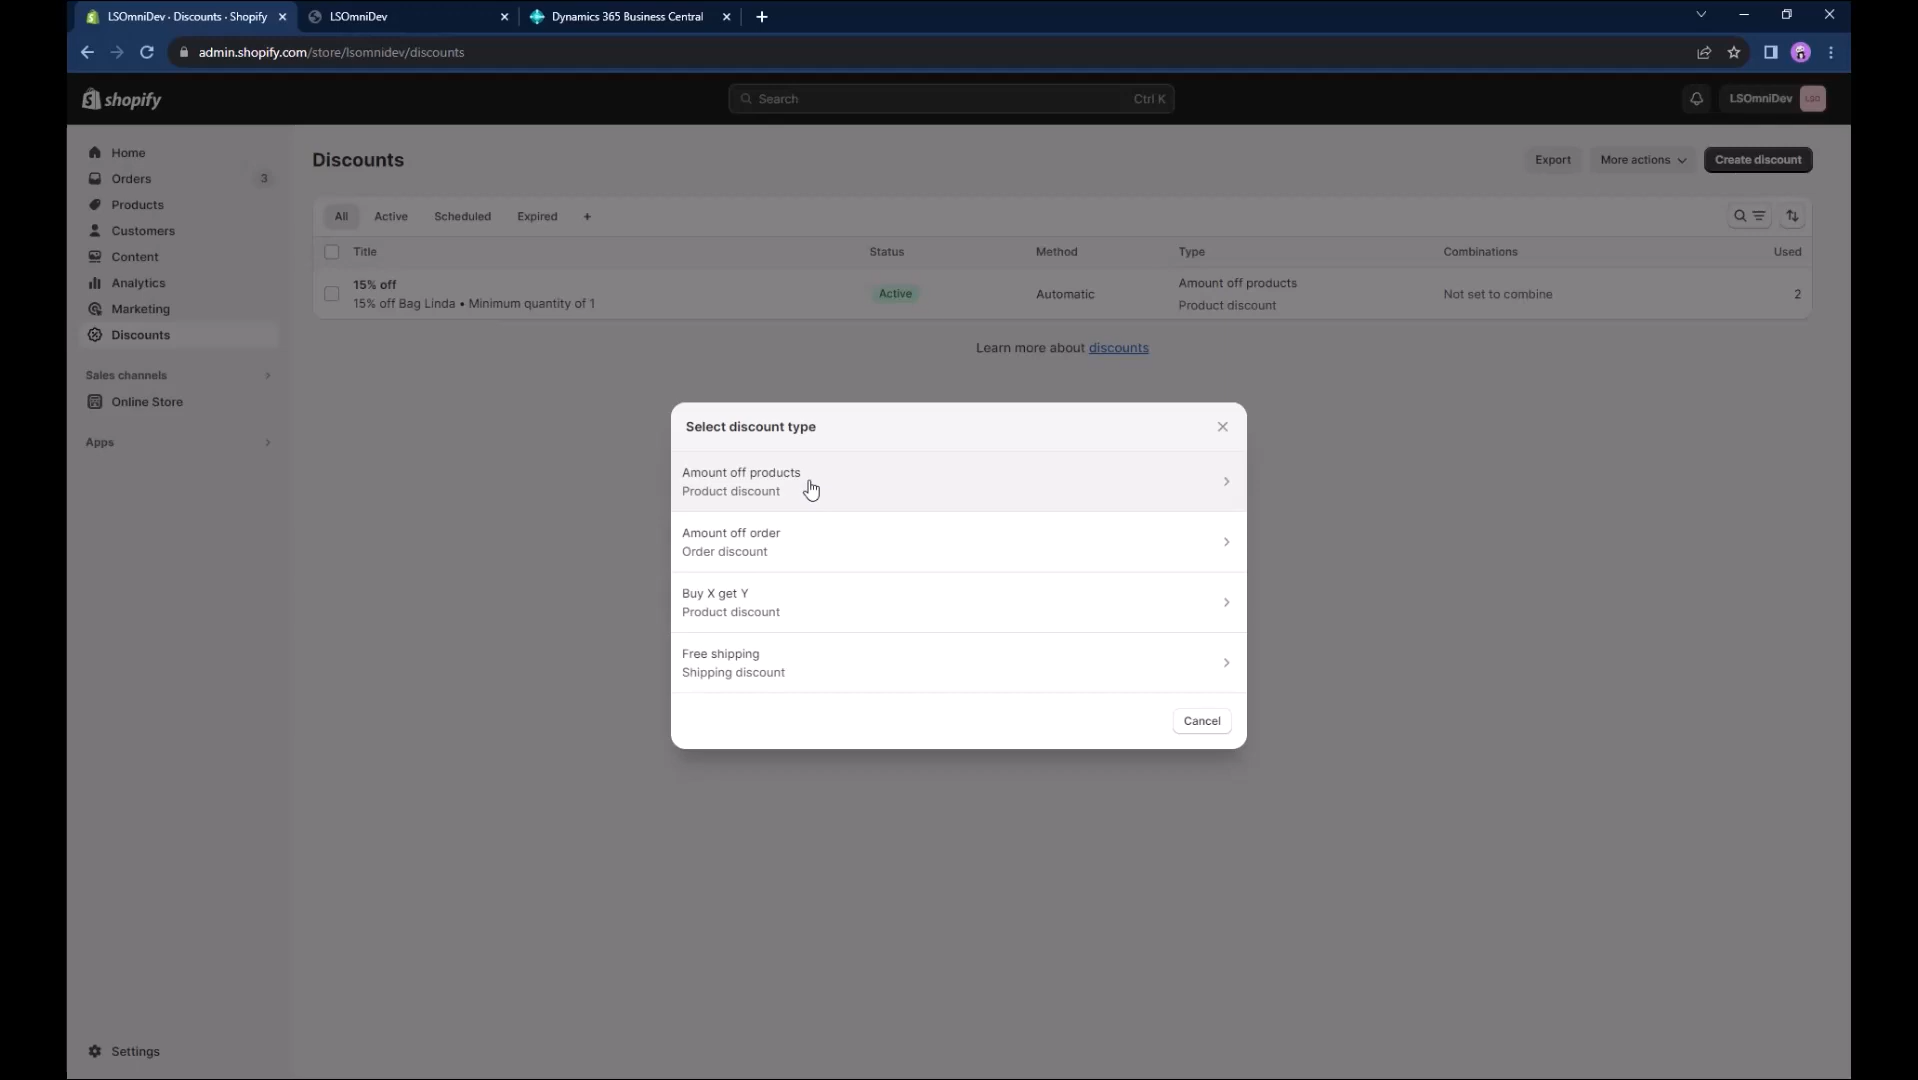 LSOmniDev · Discounts · Shopify
LSOmniDev
Dynamics 365 Business Central
admin.shopify.com/store/lsomnidev/discounts
shopify
Search
Ctrl K
LSOmniDev
LSO
Home
Orders
3
Products
Customers
Content
Analytics
Marketing
Discounts
Sales channels
Online Store
Apps
Settings
Discounts
Export
More actions
Create discount
All
Active
Scheduled
Expired
+
Title
Status
Method
Type
Combinations
Used
15% off
15% off Bag Linda • Minimum quantity of 1
Active
Automatic
Amount off products
Product discount
Not set to combine
2
Learn more about discounts
Select discount type
Amount off products
Product discount
Amount off order
Order discount
Buy X get Y
Product discount
Free shipping
Shipping discount
Cancel